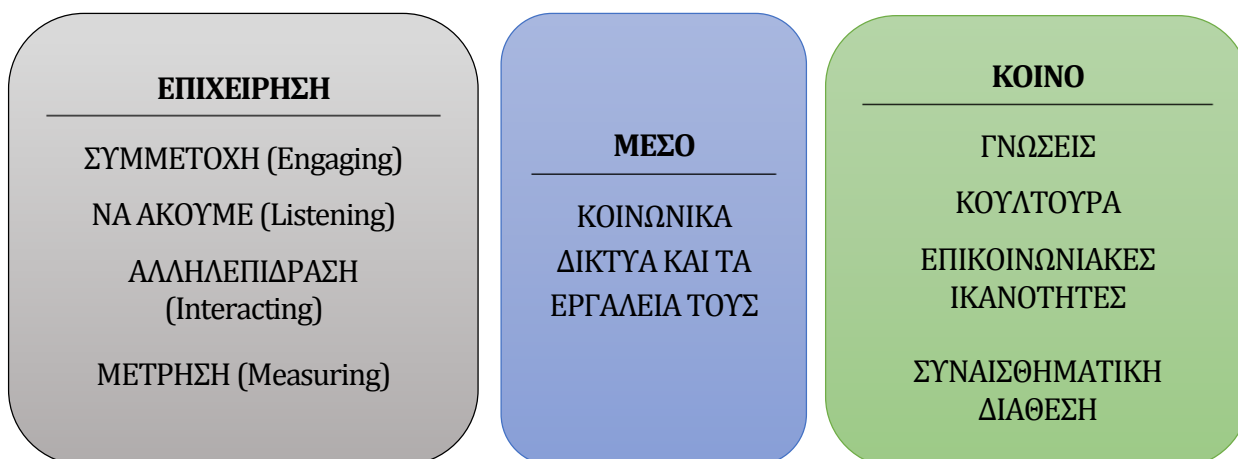 ΕΠΙΧΕΙΡΗΣΗ
ΣΥΜΜΕΤΟΧΗ (Engaging)
ΝΑ ΑΚΟΥΜΕ (Listening)
ΑΛΛΗΛΕΠΙΔΡΑΣΗ
(Interacting)
ΜΕΤΡΗΣΗ (Measuring)
ΜΕΣΟ
ΚΟΙΝΩΝΙΚΑ
ΔΙΚΤΥΑ ΚΑΙ ΤΑ
ΕΡΓΑΛΕΙΑ ΤΟΥΣ
ΚΟΙΝΟ
ΓΝΩΣΕΙΣ
ΚΟΥΛΤΟΥΡΑ
ΕΠΙΚΟΙΝΩΝΙΑΚΕΣ
ΙΚΑΝΟΤΗΤΕΣ
ΣΥΝΑΙΣΘΗΜΑΤΙΚΗ
ΔΙΑΘΕΣΗ